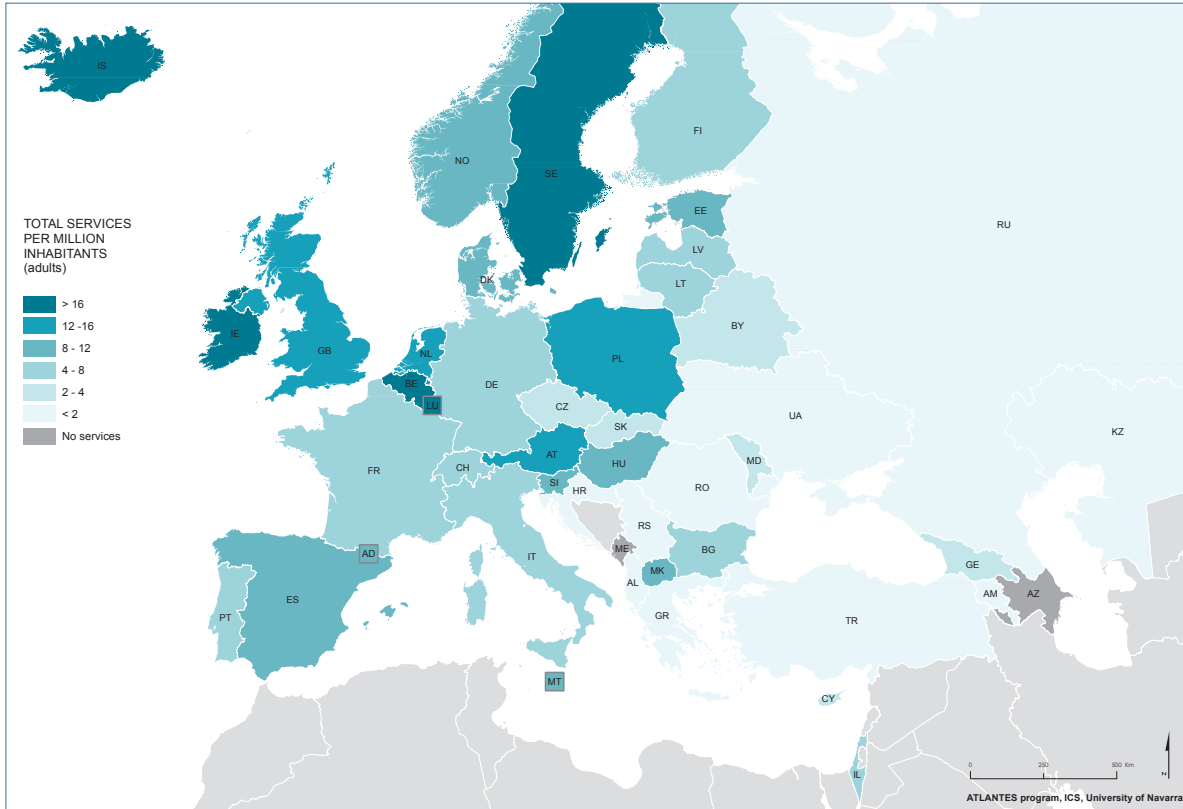 IS
FI
NO
SE
EE
RU
TOTAL SERVICES
PER MILLION
INHABITANTS
(adults)
LV
DK
LT
> 16
12 -16
8 - 12
4 - 8
2 - 4
< 2
No services
IE
BY
GB
NL
PL
BE
DE
LU
CZ
UA
SK
KZ
AT
HU
MD
FR
CH
SI
HR
RO
RS
IT
ME
BG
AD
GE
MK
AL
AM
AZ
ES
GR
PT
TR
MT
CY
IL
0 250 500 Km
N
ATLANTES program, ICS, University of Navarra